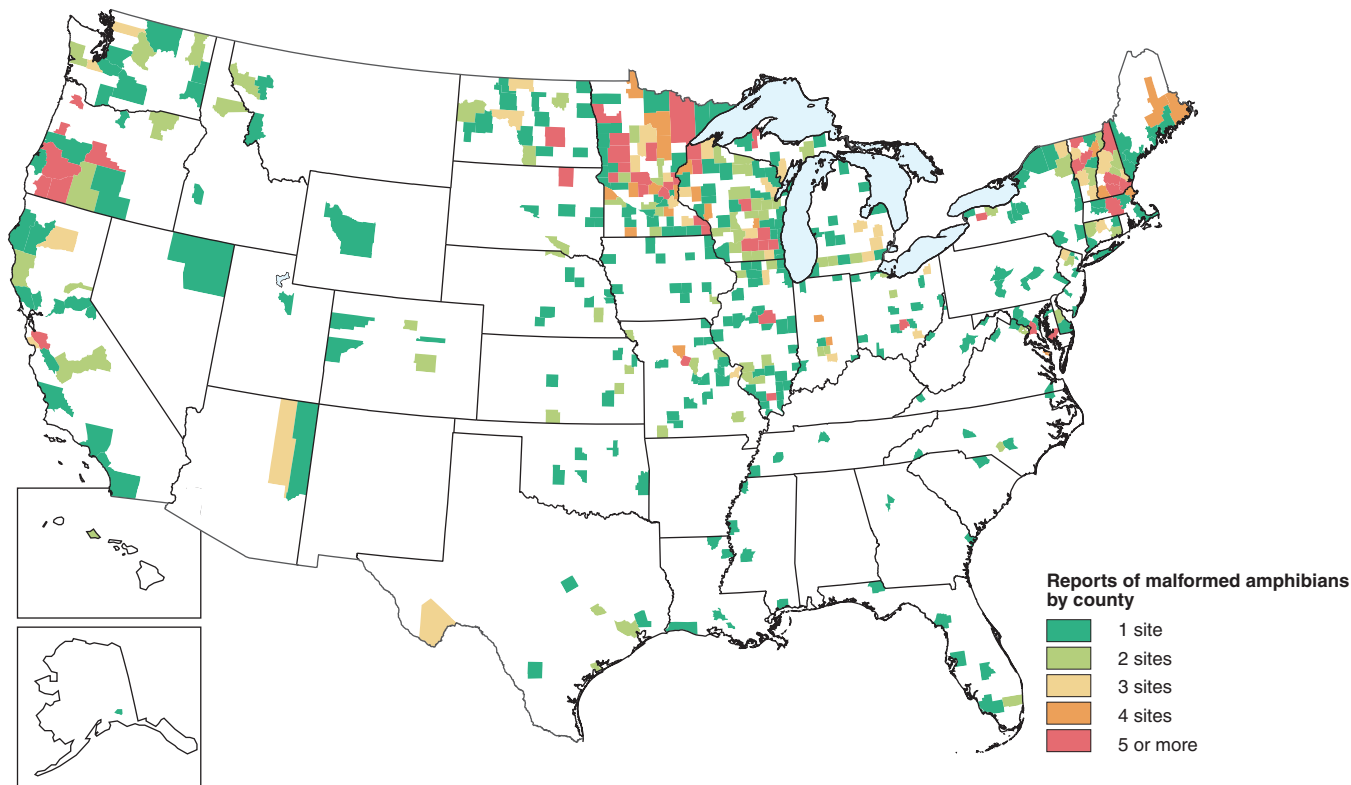 Reports of malformed amphibians
by county
1 site
2 sites
3 sites
4 sites
5 or more